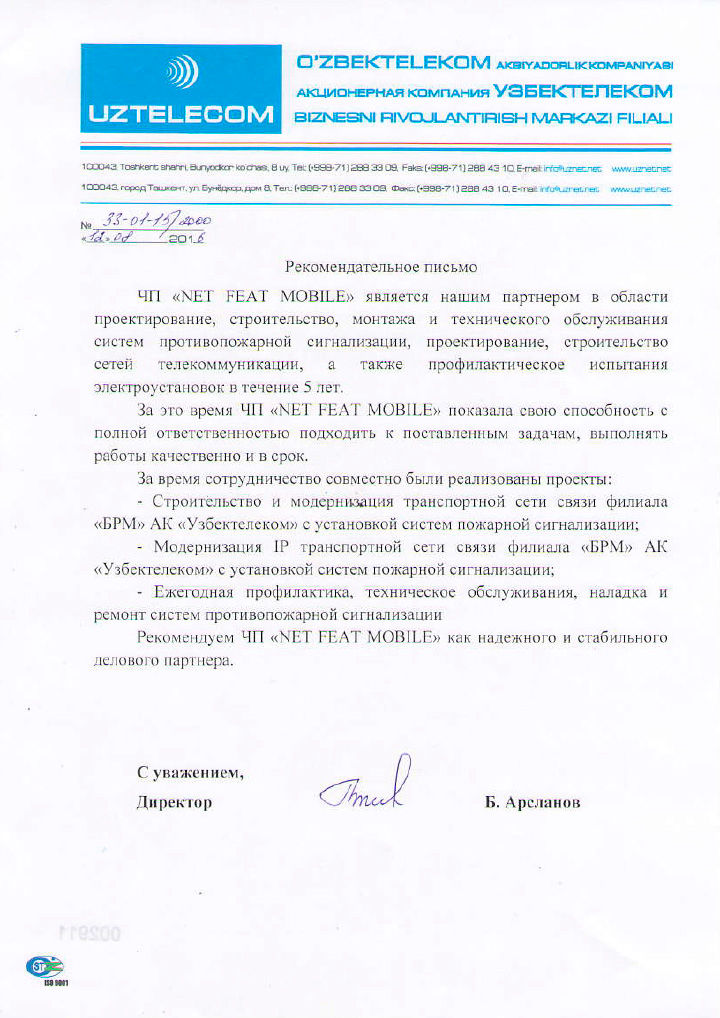 UZTELECOM
O'ZBEKTELEKOM AKSIYADORLIK KOMPANIYASI
АКЦИОНЕРНАЯ КОМПАНИЯ УЗБЕКТЕЛЕКОМ
BIZNESNI RIVOJLANTIRISH MARKAZI FILIALI
100043, Toshkent shahri, Bunyodkor ko'chasi, 8 uy, Tel.: (+998-71) 288 33 09, Faks: (+998-71) 288 43 10, E-mail: info@uznet.net www.uznet.net
100043, город Ташкент, ул. Бунёдкор, дом 8, Тел.: (+998-71) 288 33 09, Факс: (+998-71) 288 43 10, E-mail: info@uznet.net www.uznet.net
№ 33-01-15/2000
«12» 08 2016
Рекомендательное письмо
ЧП «NET FEAT MOBILE» является нашим партнером в области
проектирование, строительство, монтажа и технического обслуживания
систем противопожарной сигнализации, проектирование, строительство
сетей телекоммуникации, а также профилактическое испытания
электроустановок в течение 5 лет.
За это время ЧП «NET FEAT MOBILE» показала свою способность с
полной ответственностью подходить к поставленным задачам, выполнять
работы качественно и в срок.
За время сотрудничество совместно были реализованы проекты:
- Строительство и модернизация транспортной сети связи филиала
«БРМ» АК «Узбектелеком» с установкой систем пожарной сигнализации;
- Модернизация IP транспортной сети связи филиала «БРМ» АК
«Узбектелеком» с установкой систем пожарной сигнализации;
- Ежегодная профилактика, техническое обслуживания, наладка и
ремонт систем противопожарной сигнализации
Рекомендуем ЧП «NET FEAT MOBILE» как надежного и стабильного
делового партнера.
С уважением,
Директор Б. Арсланов
002911
ST
ISO 9001